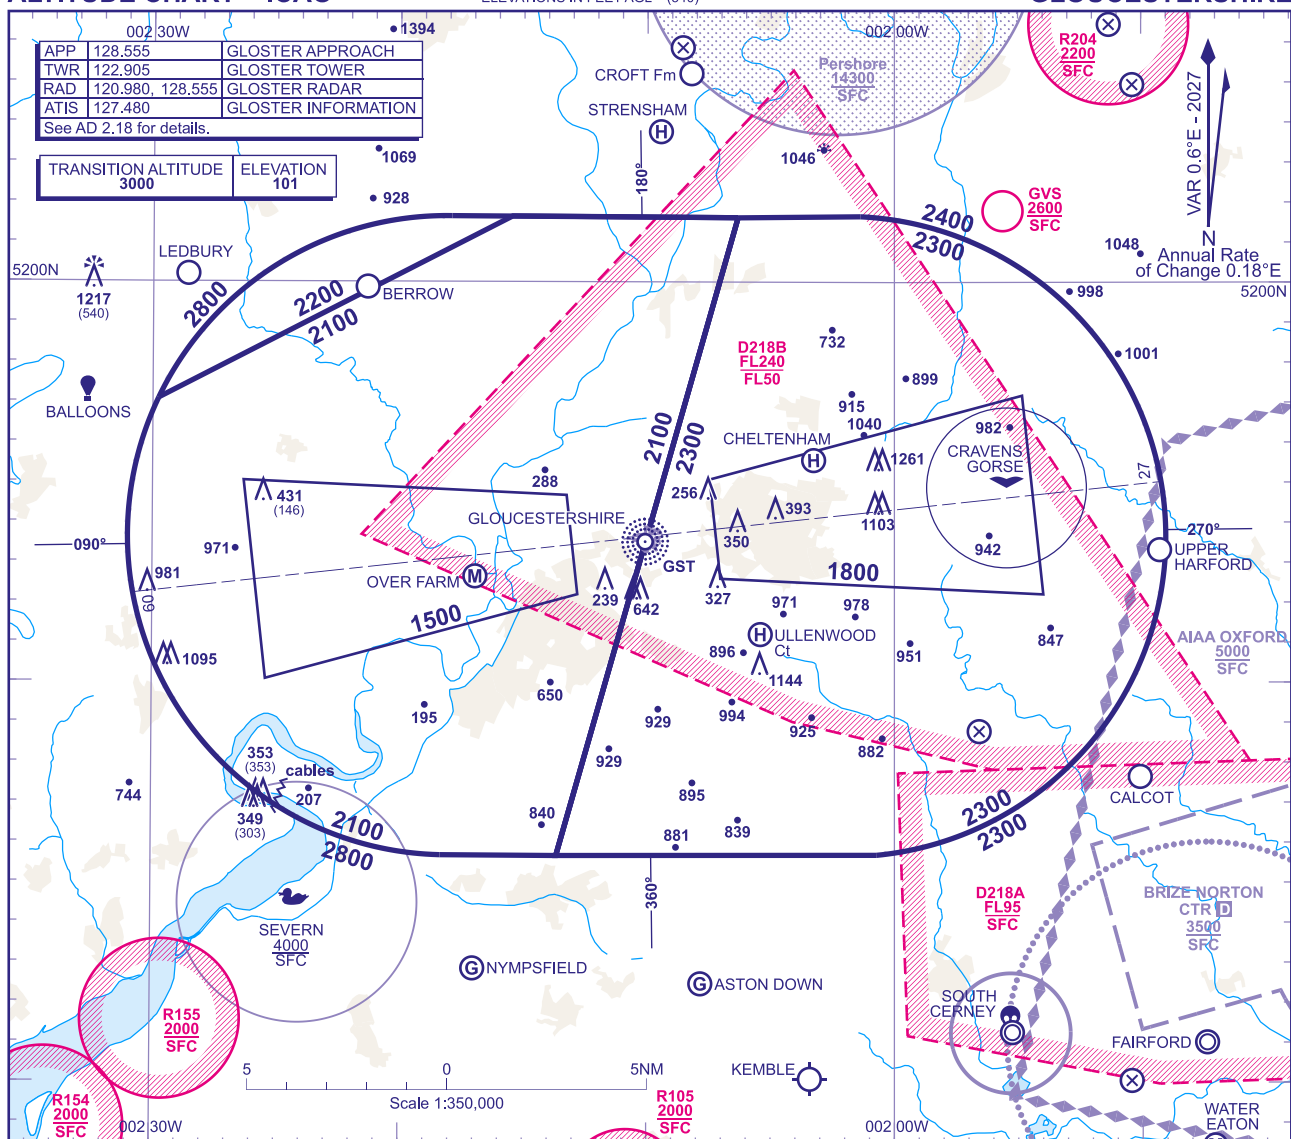 002 30W
1394
002 00W
APP 128.555 GLOSTER APPROACH
TWR 122.905 GLOSTER TOWER
RAD 120.980, 128.555 GLOSTER RADAR
ATIS 127.480 GLOSTER INFORMATION
See AD 2.18 for details.
TRANSITION ALTITUDE
3000
ELEVATION
101
1069
928
CROFT Fm
STRENSHAM
H
180°
Pershore
14300
SFC
1046
R204
2200
SFC
VAR 0.6°E - 2027
N
Annual Rate
of Change 0.18°E
GVS
2600
SFC
2400
2300
1048
998
1001
5200N
5200N
LEDBURY
1217
(540)
2800
2200
2100
BERROW
BALLOONS
D218B
FL240
FL50
732
899
915
1040
2100
2300
CHELTENHAM
H
982
CRAVENS
GORSE
1261
27
288
431
(146)
256
393
350
1103
942
GLOUCESTERSHIRE
GST
090°
971
270°
UPPER
HARFORD
981
09
OVER FARM
M
239
642
327
1800
1500
971
978
1095
H
ULLENWOOD
Ct
896
1144
951
847
AIAA OXFORD
5000
SFC
650
195
929
994
925
882
929
353
(353)
cables
207
349
(303)
744
895
840
839
881
2100
2800
2300
2300
CALCOT
360°
D218A
FL95
SFC
BRIZE NORTON
CTR D
3500
SFC
SEVERN
4000
SFC
G NYMPSFIELD
G ASTON DOWN
SOUTH
CERNEY
FAIRFORD
R155
2000
SFC
R154
2000
SFC
5 0 5NM
Scale 1:350,000
KEMBLE
R105
2000
SFC
002 30W
002 00W
WATER
EATON